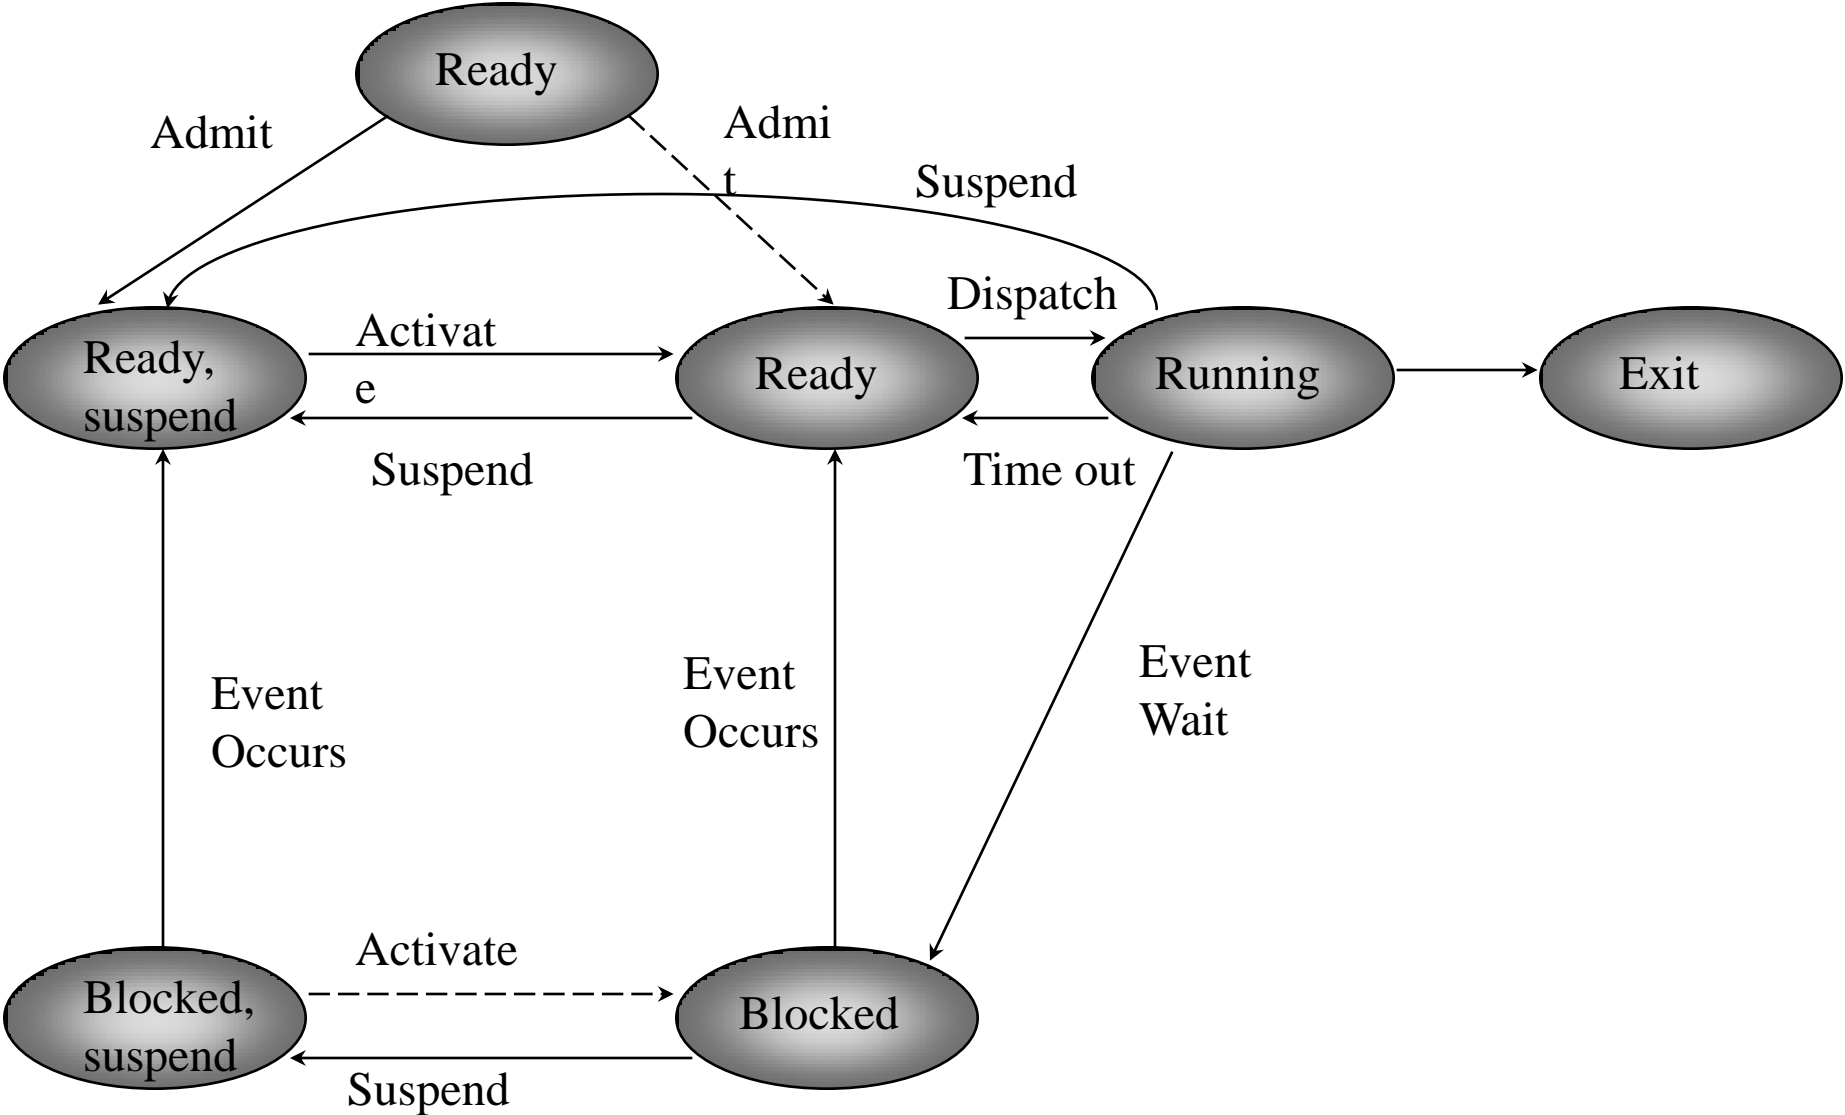 Ready
Admit
Admi
t
Suspend
Dispatch
Ready,
suspend
Activat
e
Ready
Running
Exit
Suspend
Time out
Event
Occurs
Event
Occurs
Event
Wait
Activate
Blocked,
suspend
Blocked
Suspend